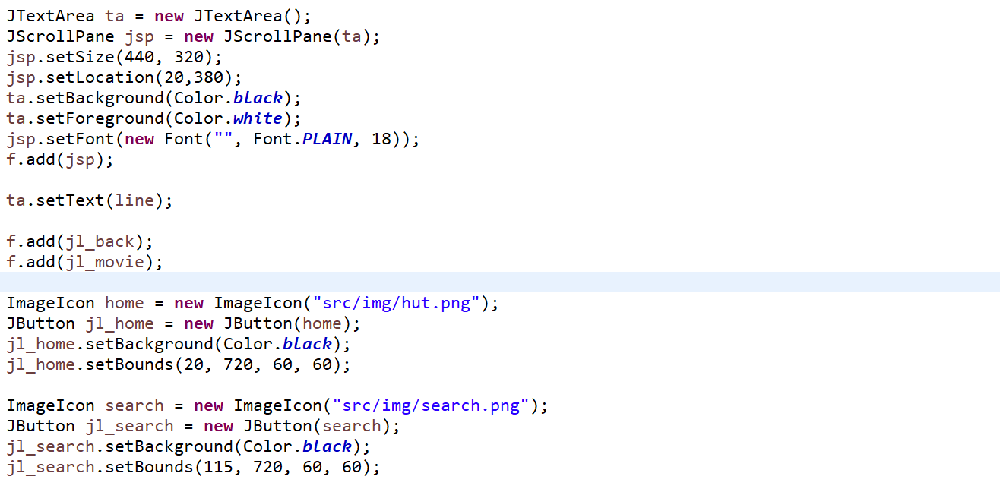 JTextArea ta = new JTextArea();
JScrollPane jsp = new JScrollPane(ta);
jsp.setSize(440, 320);
jsp.setLocation(20,380);
ta.setBackground(Color.black);
ta.setForeground(Color.white);
jsp.setFont(new Font("", Font.PLAIN, 18));
f.add(jsp);
ta.setText(line);
f.add(jl_back);
f.add(jl_movie);
ImageIcon home = new ImageIcon("src/img/hut.png");
JButton jl_home = new JButton(home);
jl_home.setBackground(Color.black);
jl_home.setBounds(20, 720, 60, 60);
ImageIcon search = new ImageIcon("src/img/search.png");
JButton jl_search = new JButton(search);
jl_search.setBackground(Color.black);
jl_search.setBounds(115, 720, 60, 60);